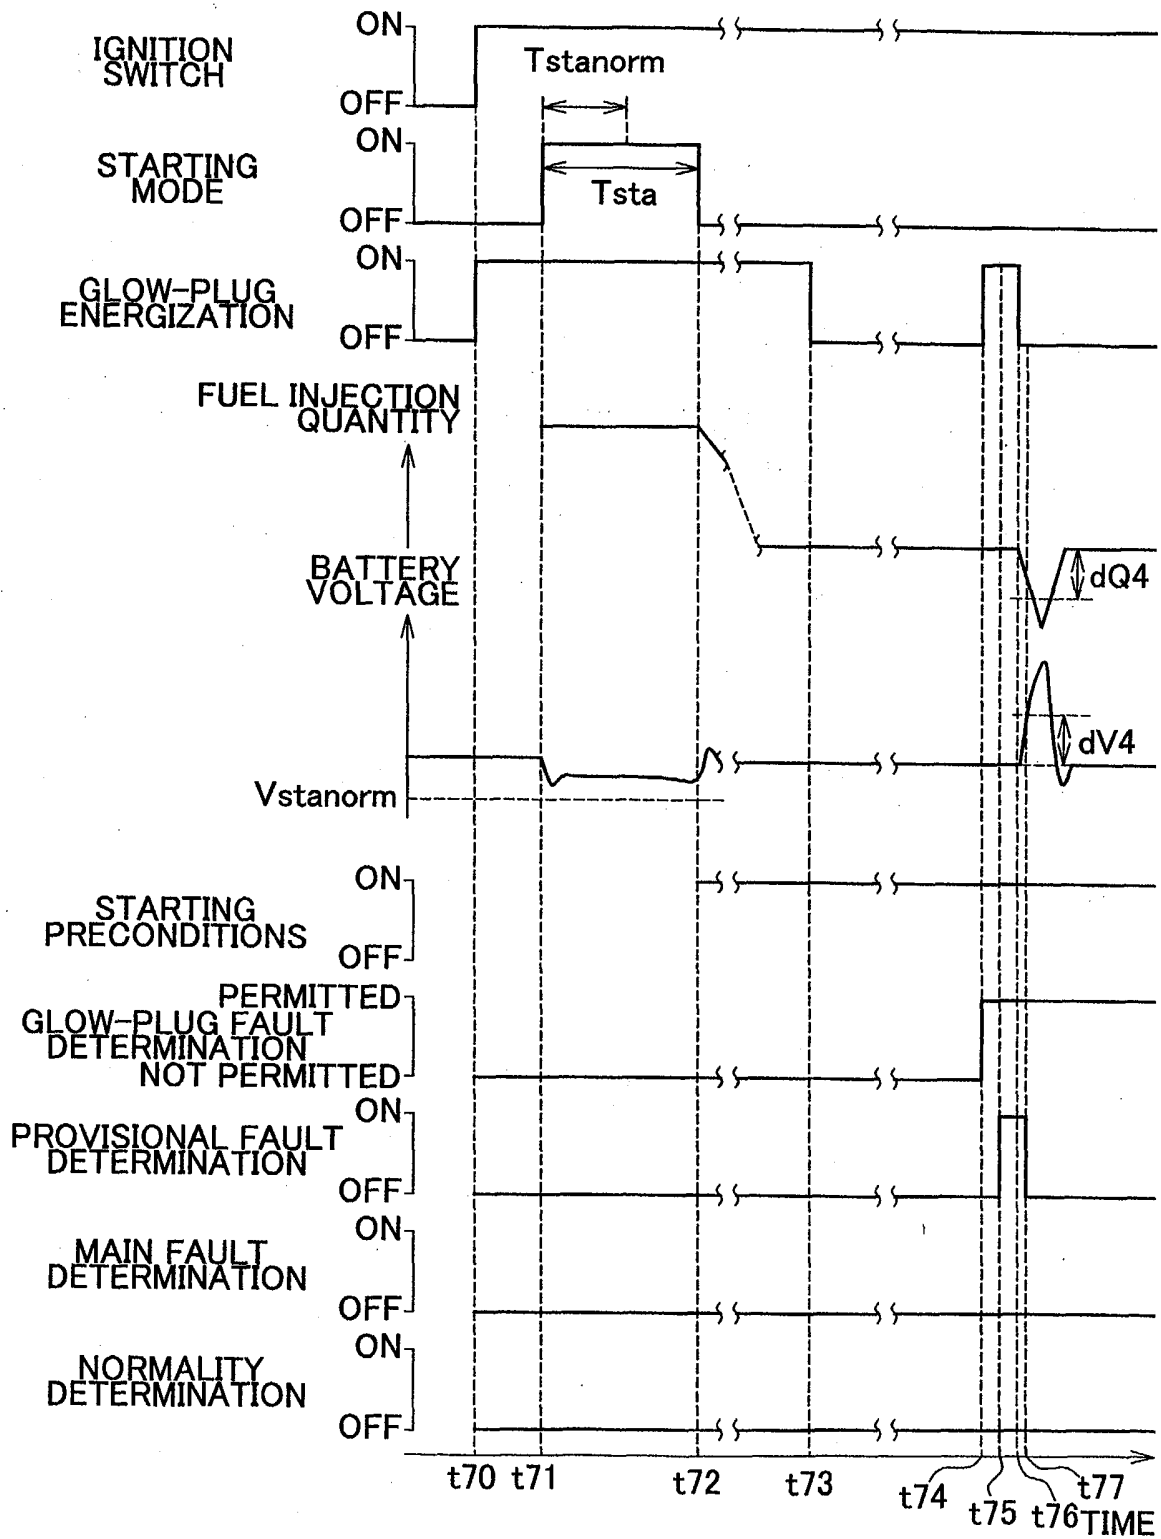 ON
IGNITION
SWITCH
OFF
Tstanorm
ON
STARTING
MODE
OFF
Tsta
ON
GLOW-PLUG
ENERGIZATION
OFF
FUEL INJECTION
QUANTITY
BATTERY
VOLTAGE
dQ4
dV4
Vstanorm
ON
STARTING
PRECONDITIONS
OFF
PERMITTED
GLOW-PLUG FAULT
DETERMINATION
NOT PERMITTED
ON
PROVISIONAL FAULT
DETERMINATION
OFF
ON
MAIN FAULT
DETERMINATION
OFF
ON
NORMALITY
DETERMINATION
OFF
t70 t71 t72 t73 t74 t75 t76 t77
TIME